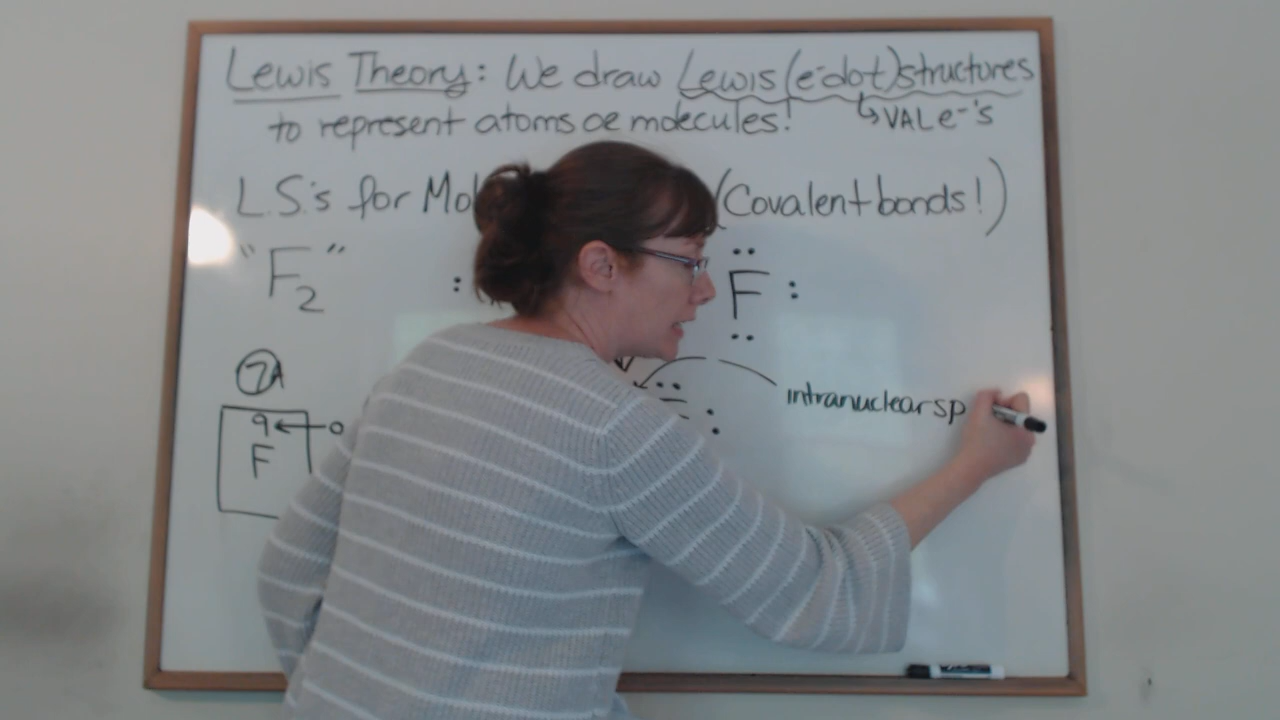 Lewis Theory: We draw Lewis (e-dot) structures
to represent atoms or molecules! ↳ VAL e-'s
L.S.'s for Mol (Covalent bonds!)
"F2" : F :
7A
9 ← o
F
intranuclear sp